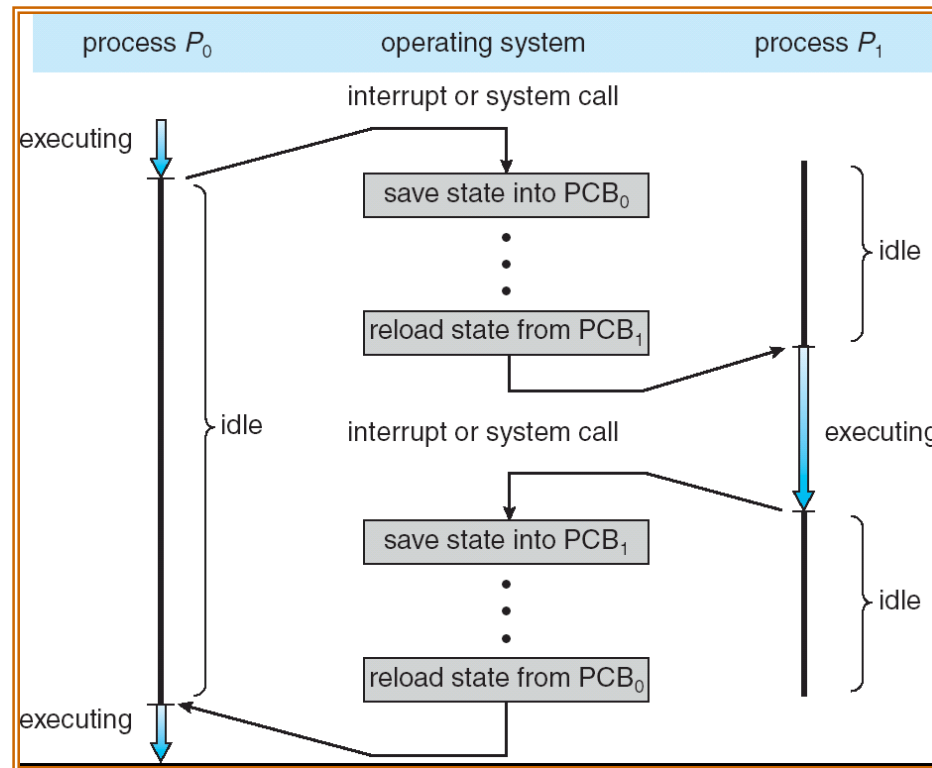 process P₀ operating system process P₁
interrupt or system call
executing
save state into PCB₀
idle
reload state from PCB₁
idle
interrupt or system call
executing
save state into PCB₁
idle
reload state from PCB₀
executing